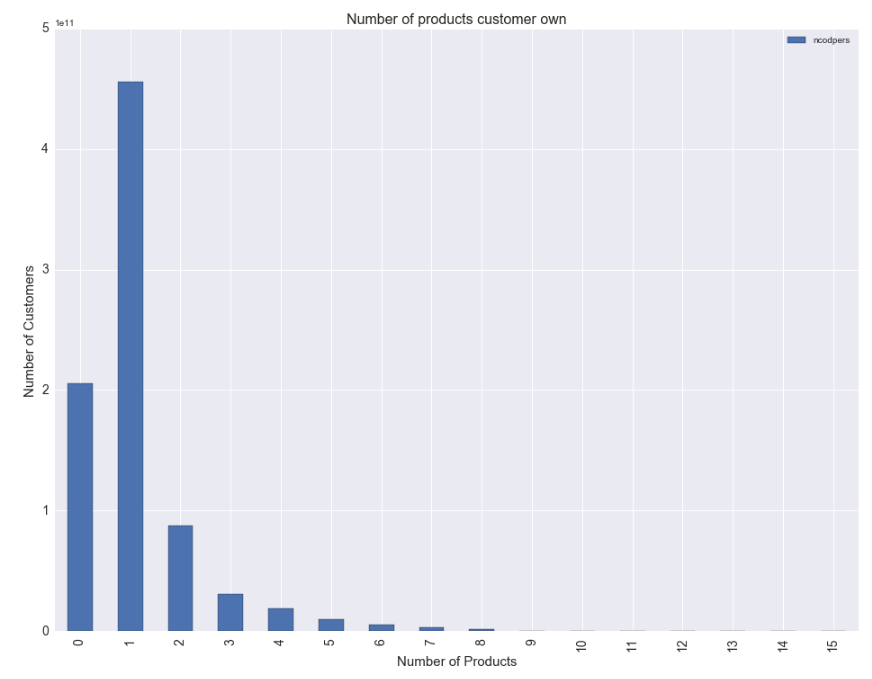 Number of products customer own
1e11
ncodpers
5
4
3
2
1
0
Number of Customers
0 1 2 3 4 5 6 7 8 9 10 11 12 13 14 15
Number of Products